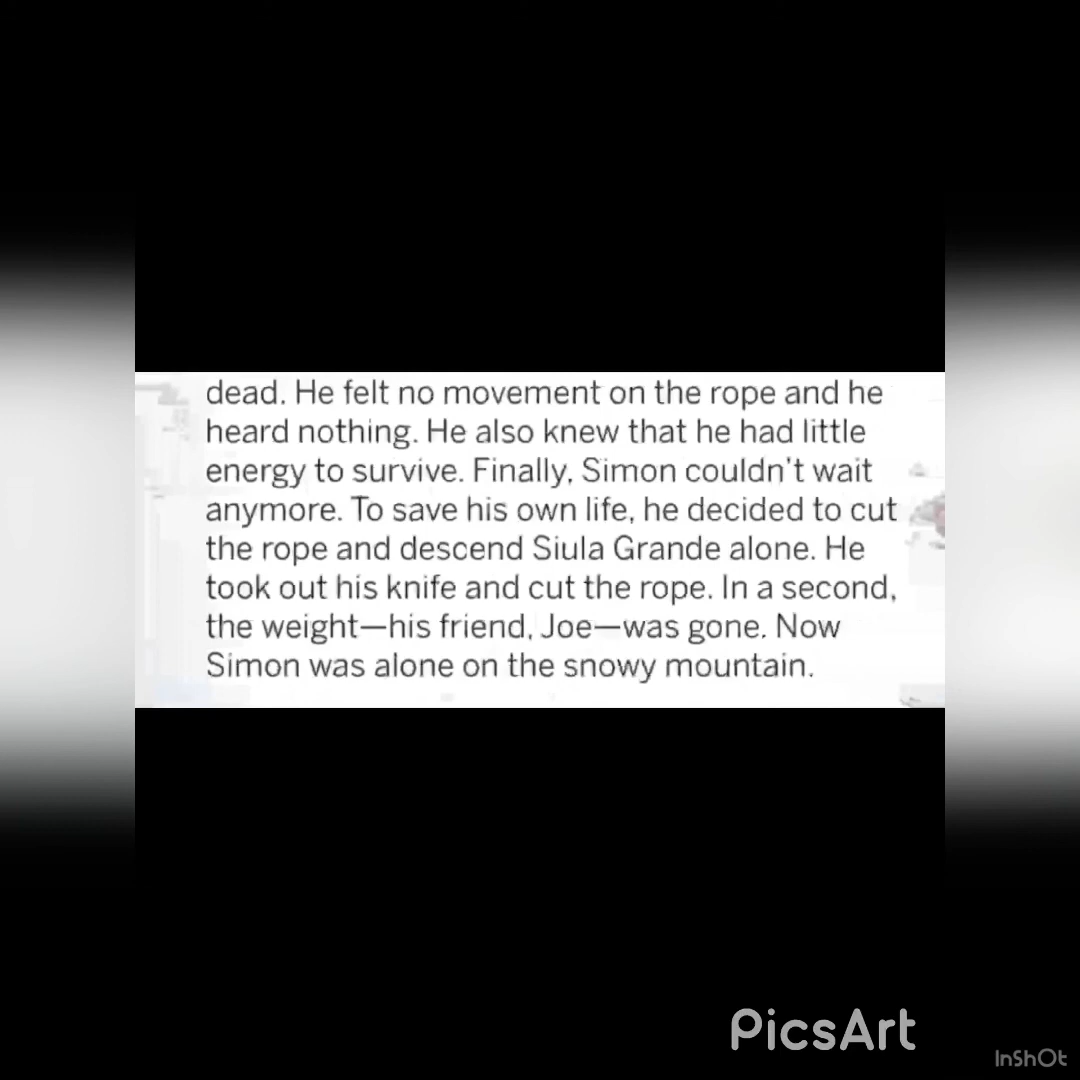 dead. He felt no movement on the rope and he
heard nothing. He also knew that he had little
energy to survive. Finally, Simon couldn't wait
anymore. To save his own life, he decided to cut
the rope and descend Siula Grande alone. He
took out his knife and cut the rope. In a second,
the weight—his friend, Joe—was gone. Now
Simon was alone on the snowy mountain.
PicsArt
InShOt